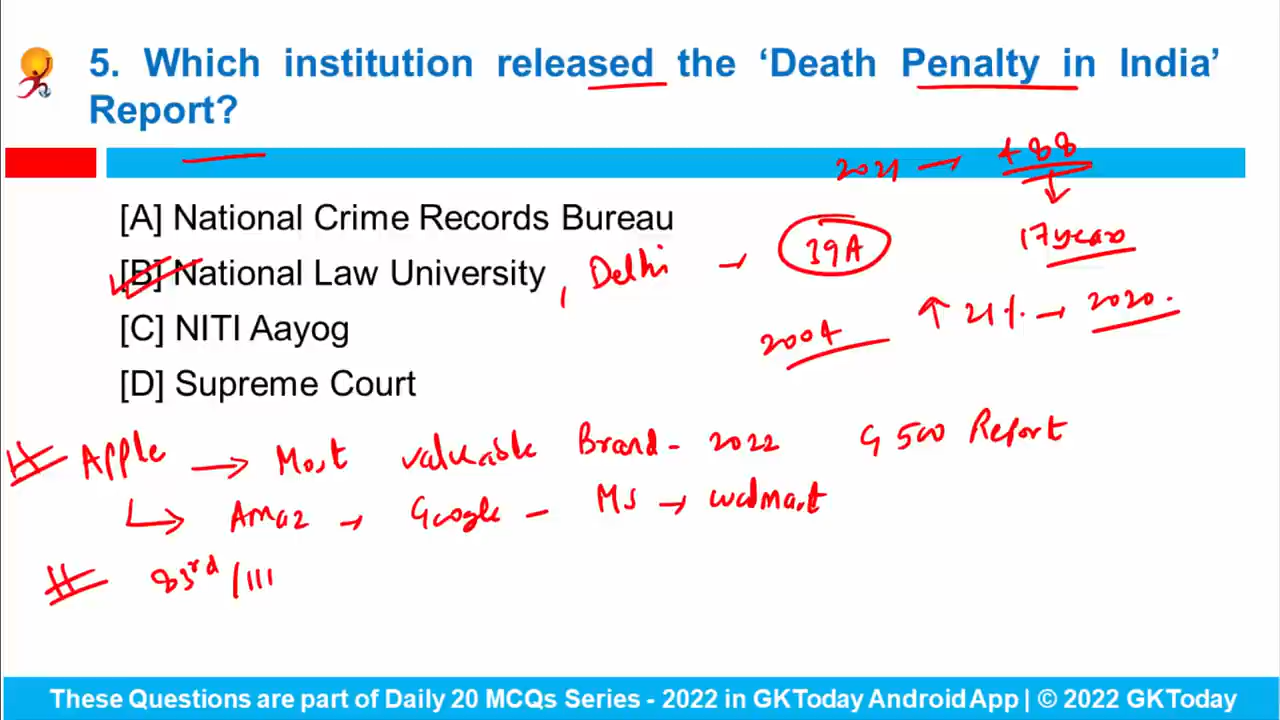 5. Which institution released the ‘Death Penalty in India’
Report?
2021 → 488
17 year
[A] National Crime Records Bureau
[B] National Law University, Delhi → 39A
[C] NITI Aayog
2004
↑ 21% → 2020.
[D] Supreme Court
Apple → Most valuable Brand - 2022 G 500 Report
Amaz → Google - MS → Walmart
83rd / 111
These Questions are part of Daily 20 MCQs Series - 2022 in GKToday Android App | © 2022 GKToday